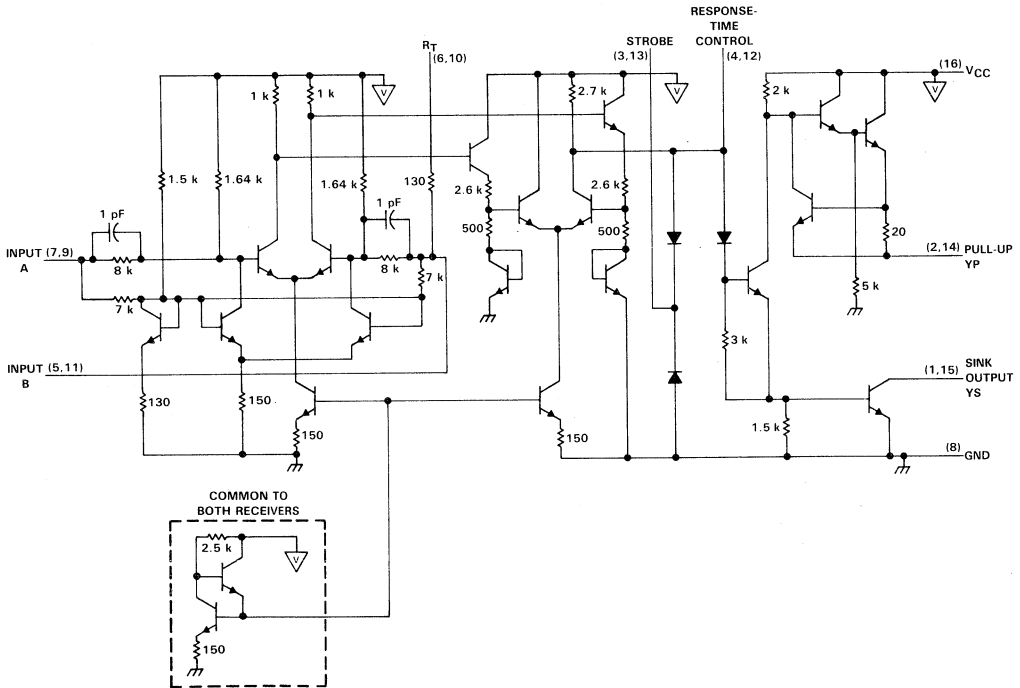 RESPONSE-
TIME
CONTROL
(4,12)
STROBE
(3,13)
RT
(6,10)
(16) VCC
V
V
V
1 k
1 k
2.7 k
2 k
1.5 k
1.64 k
1.64 k
130
2.6 k
2.6 k
1 pF
1 pF
500
500
20
INPUT (7,9)
A
8 k
8 k
7 k
7 k
(2,14) PULL-UP
YP
5 k
3 k
INPUT (5,11)
B
130
150
150
150
1.5 k
(1,15) SINK
OUTPUT
YS
(8) GND
COMMON TO
BOTH RECEIVERS
2.5 k
V
150